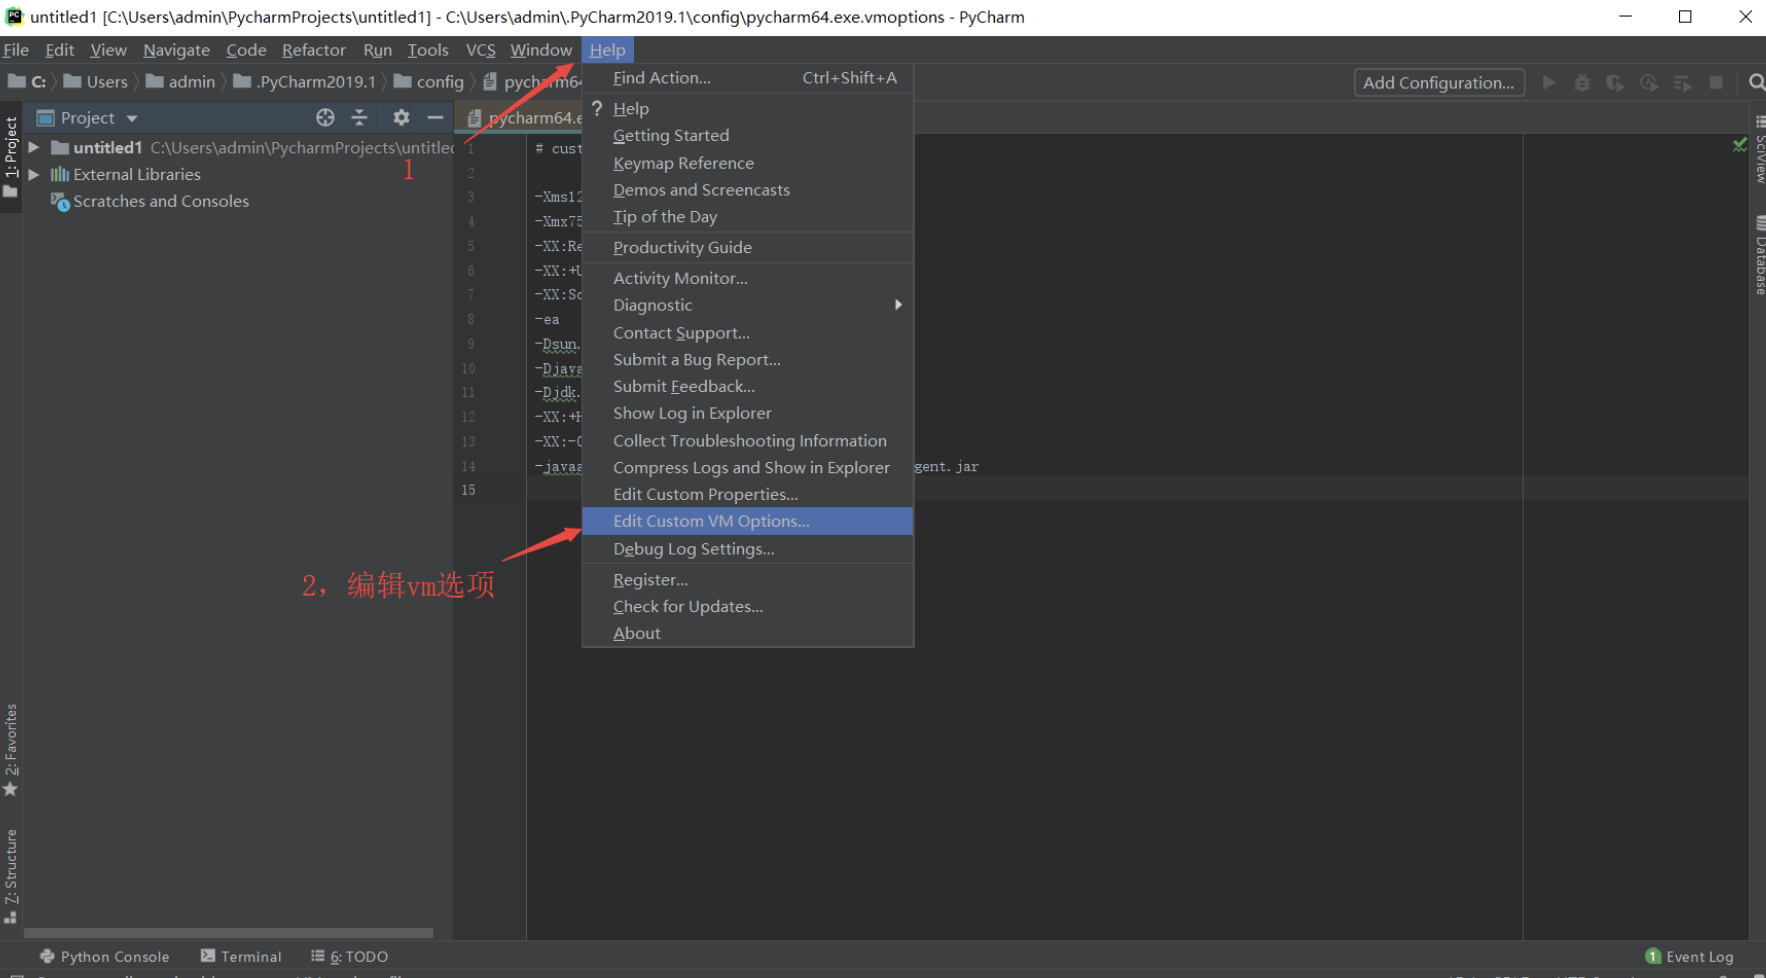 untitled1 [C:\Users\admin\PycharmProjects\untitled1] - C:\Users\admin\.PyCharm2019.1\config\pycharm64.exe.vmoptions - PyCharm
File Edit View Navigate Code Refactor Run Tools VCS Window Help
C: Users admin .PyCharm2019.1 config pycharm64
Add Configuration...
Project
pycharm64.e
1: Project
untitled1 C:\Users\admin\PycharmProjects\untitled
External Libraries
Scratches and Consoles
1
Find Action... Ctrl+Shift+A
? Help
Getting Started
Keymap Reference
Demos and Screencasts
Tip of the Day
Productivity Guide
Activity Monitor...
Diagnostic
Contact Support...
Submit a Bug Report...
Submit Feedback...
Show Log in Explorer
Collect Troubleshooting Information
Compress Logs and Show in Explorer
Edit Custom Properties...
Edit Custom VM Options...
Debug Log Settings...
Register...
Check for Updates...
About
2，编辑vm选项
1 # cust
2
3 -Xms12
4 -Xmx75
5 -XX:Re
6 -XX:+U
7 -XX:So
8 -ea
9 -Dsun.
10 -Djava
11 -Djdk.
12 -XX:+H
13 -XX:-O
14 -javaa gent.jar
15
SciView
Database
2: Favorites
7: Structure
Python Console Terminal 6: TODO
1 Event Log